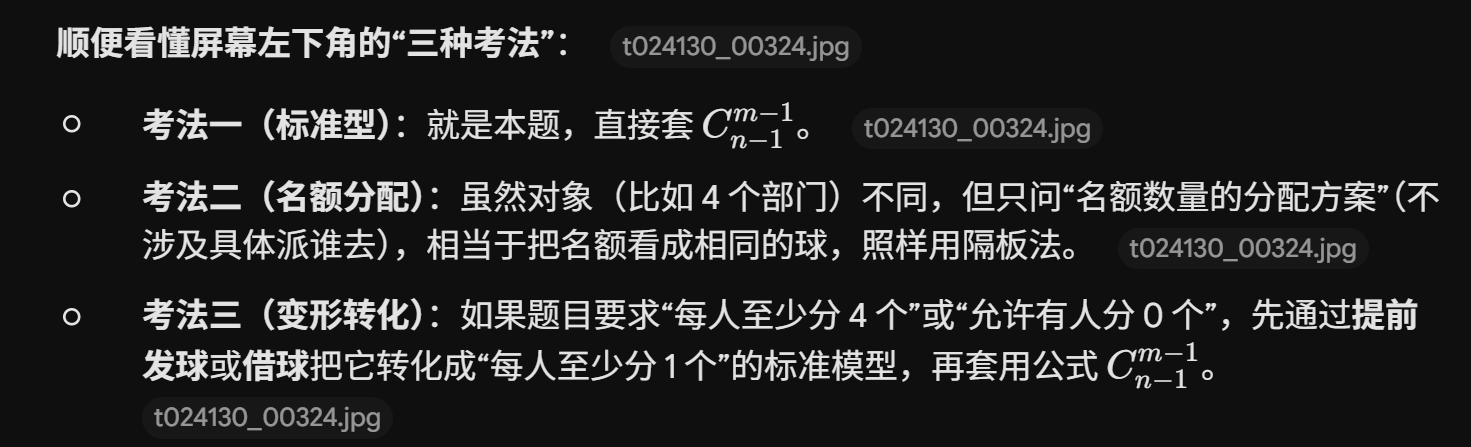 顺便看懂屏幕左下角的“三种考法”： t024130_00324.jpg
考法一（标准型）：就是本题，直接套 $C_{n-1}^{m-1}$。 t024130_00324.jpg
考法二（名额分配）：虽然对象（比如 4 个部门）不同，但只问“名额数量的分配方案”（不
涉及具体派谁去），相当于把名额看成相同的球，照样用隔板法。 t024130_00324.jpg
考法三（变形转化）：如果题目要求“每人至少分 4 个”或“允许有人分 0 个”，先通过提前
发球或借球把它转化成“每人至少分 1 个”的标准模型，再套用公式 $C_{n-1}^{m-1}$。
t024130_00324.jpg